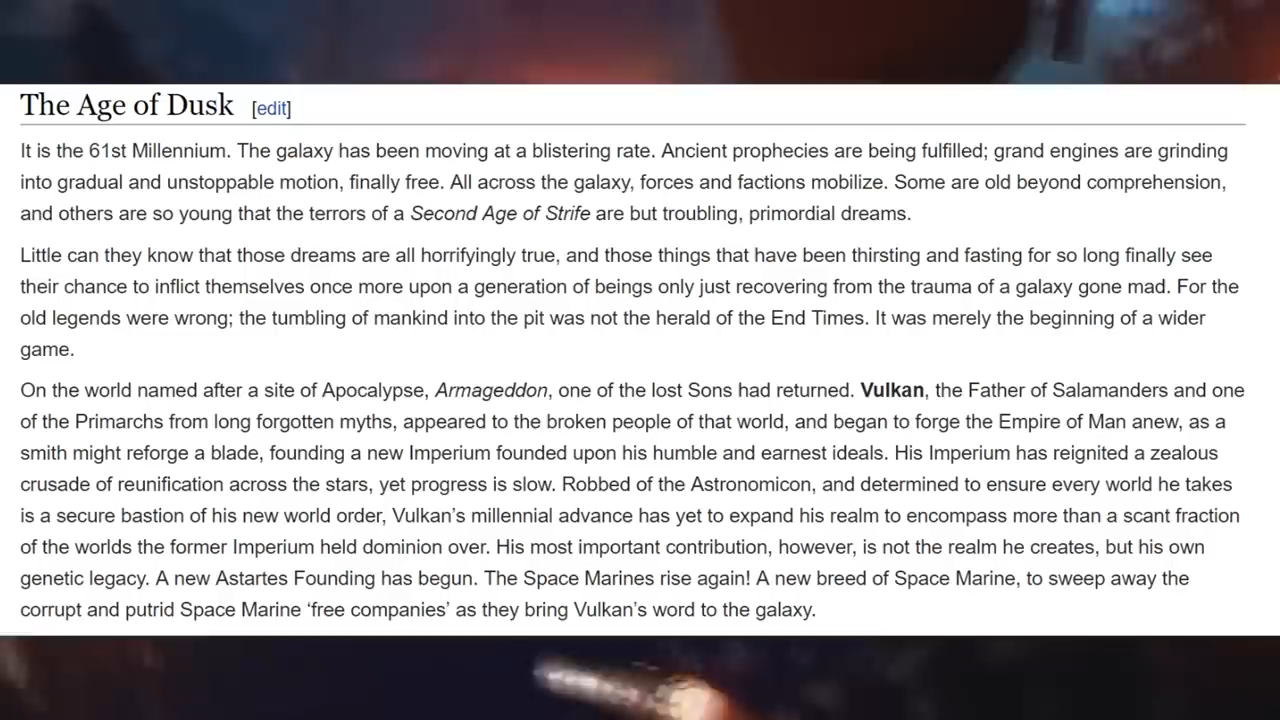 The Age of Dusk [edit]
It is the 61st Millennium. The galaxy has been moving at a blistering rate. Ancient prophecies are being fulfilled; grand engines are grinding
into gradual and unstoppable motion, finally free. All across the galaxy, forces and factions mobilize. Some are old beyond comprehension,
and others are so young that the terrors of a Second Age of Strife are but troubling, primordial dreams.
Little can they know that those dreams are all horrifyingly true, and those things that have been thirsting and fasting for so long finally see
their chance to inflict themselves once more upon a generation of beings only just recovering from the trauma of a galaxy gone mad. For the
old legends were wrong; the tumbling of mankind into the pit was not the herald of the End Times. It was merely the beginning of a wider
game.
On the world named after a site of Apocalypse, Armageddon, one of the lost Sons had returned. Vulkan, the Father of Salamanders and one
of the Primarchs from long forgotten myths, appeared to the broken people of that world, and began to forge the Empire of Man anew, as a
smith might reforge a blade, founding a new Imperium founded upon his humble and earnest ideals. His Imperium has reignited a zealous
crusade of reunification across the stars, yet progress is slow. Robbed of the Astronomicon, and determined to ensure every world he takes
is a secure bastion of his new world order, Vulkan’s millennial advance has yet to expand his realm to encompass more than a scant fraction
of the worlds the former Imperium held dominion over. His most important contribution, however, is not the realm he creates, but his own
genetic legacy. A new Astartes Founding has begun. The Space Marines rise again! A new breed of Space Marine, to sweep away the
corrupt and putrid Space Marine ‘free companies’ as they bring Vulkan’s word to the galaxy.